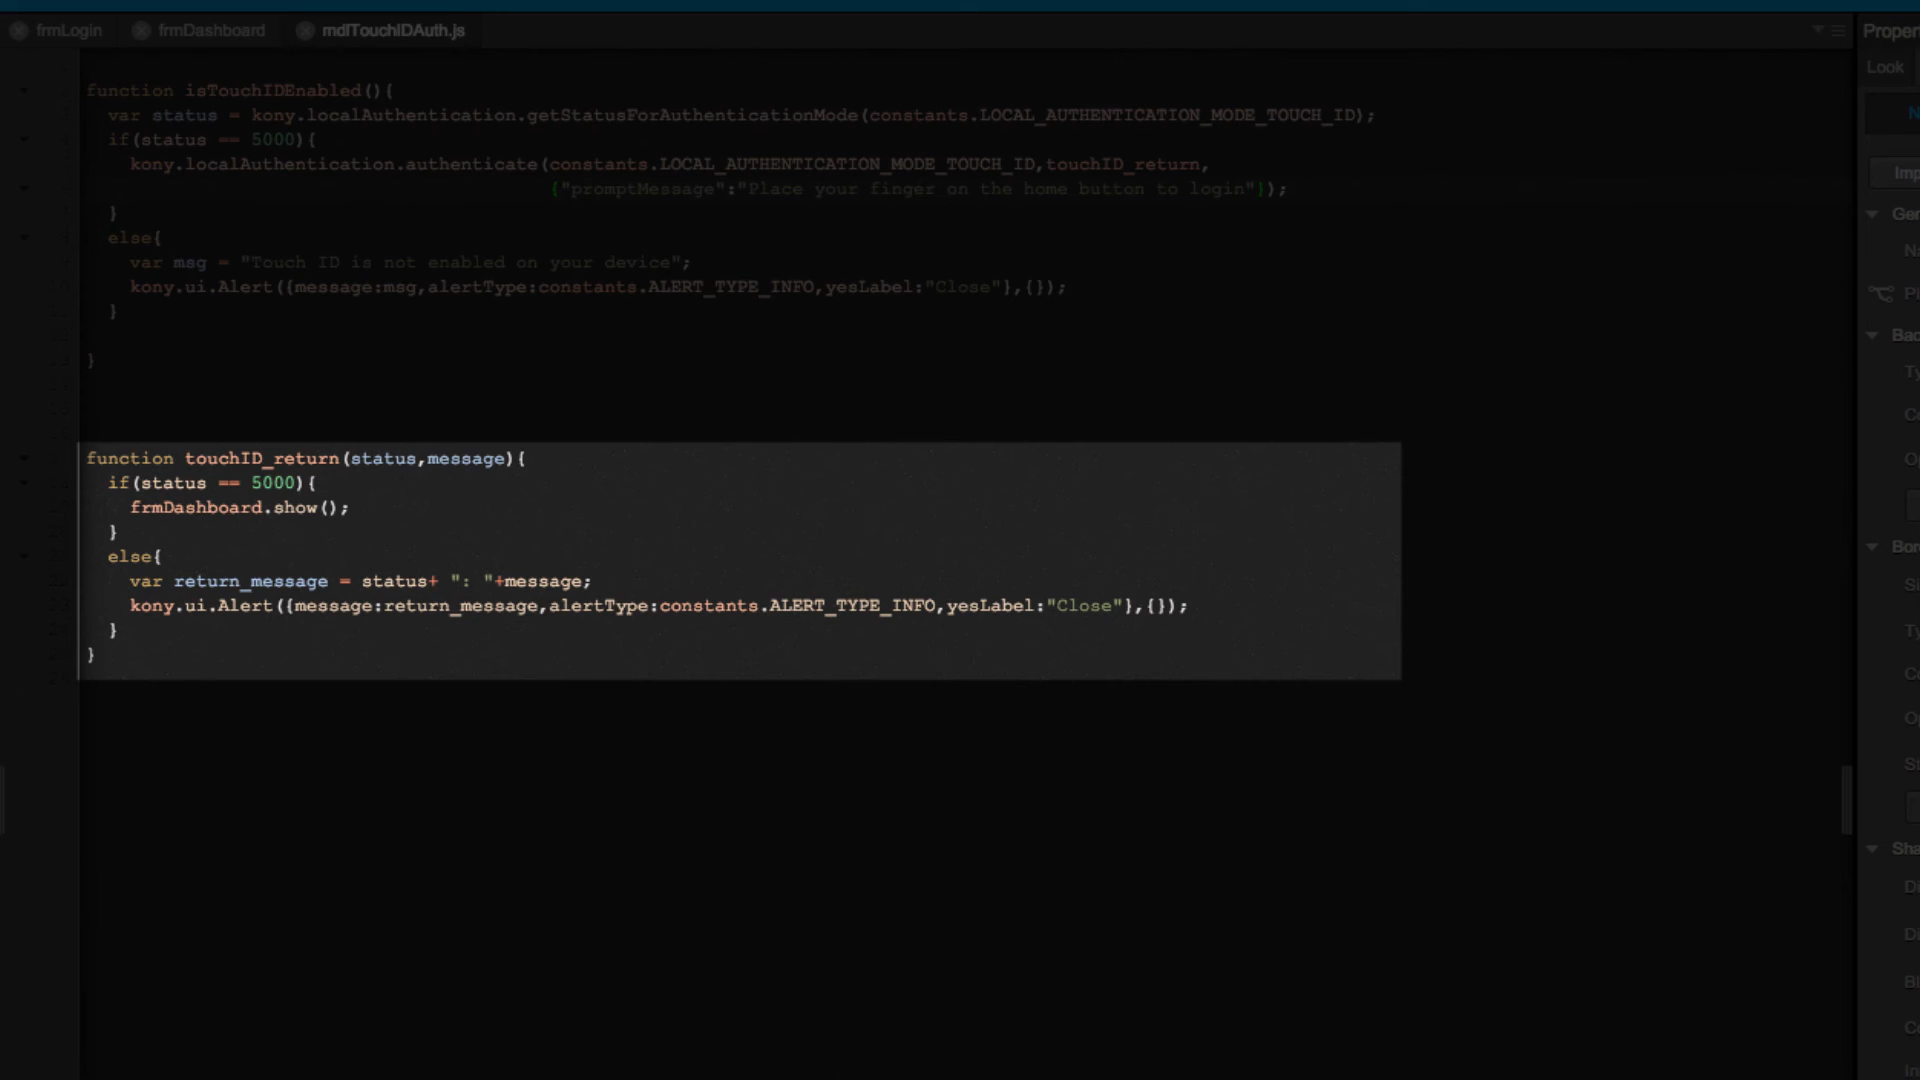 frmLogin frmDashboard mdlTouchIDAuth.js
Look
function isTouchIDEnabled(){
var status = kony.localAuthentication.getStatusForAuthenticationMode(constants.LOCAL_AUTHENTICATION_MODE_TOUCH_ID);
if(status == 5000){
kony.localAuthentication.authenticate(constants.LOCAL_AUTHENTICATION_MODE_TOUCH_ID,touchID_return,
{"promptMessage":"Place your finger on the home button to login"});
}
else{
var msg = "Touch ID is not enabled on your device";
kony.ui.Alert({message:msg,alertType:constants.ALERT_TYPE_INFO,yesLabel:"Close"},{});
}
}
function touchID_return(status,message){
if(status == 5000){
frmDashboard.show();
}
else{
var return_message = status+ ": "+message;
kony.ui.Alert({message:return_message,alertType:constants.ALERT_TYPE_INFO,yesLabel:"Close"},{});
}
}